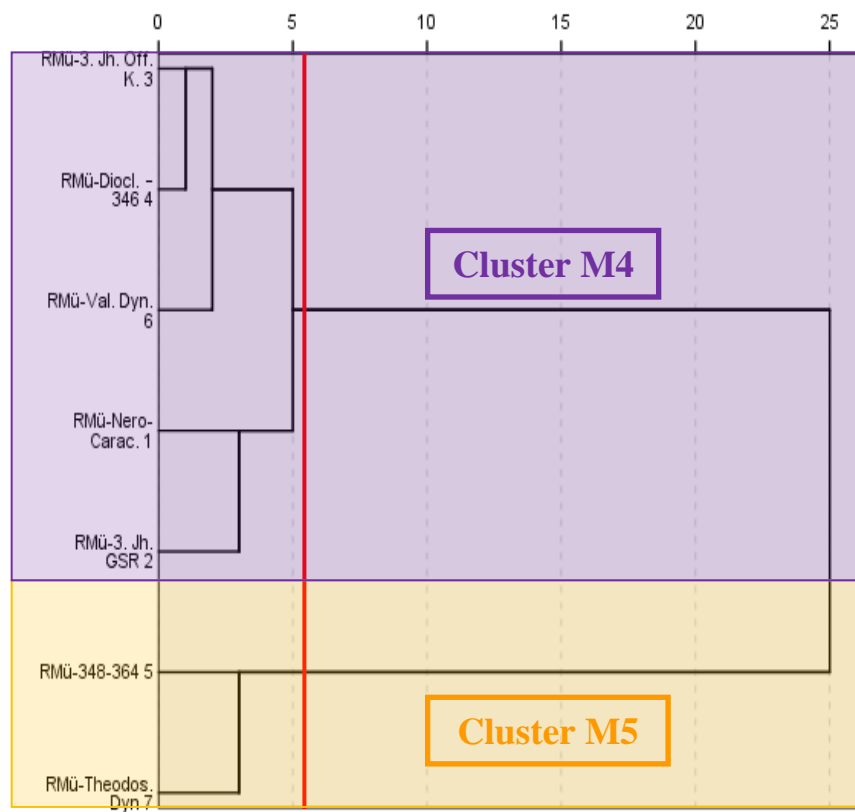 0 5 10 15 20 25
RMü-3. Jh. Off.
K. 3
RMü-Diocl. -
346 4
Cluster M4
RMü-Val. Dyn.
6
RMü-Nero-
Carac. 1
RMü-3. Jh.
GSR 2
RMü-348-364 5
Cluster M5
RMü-Theodos.
Dyn 7